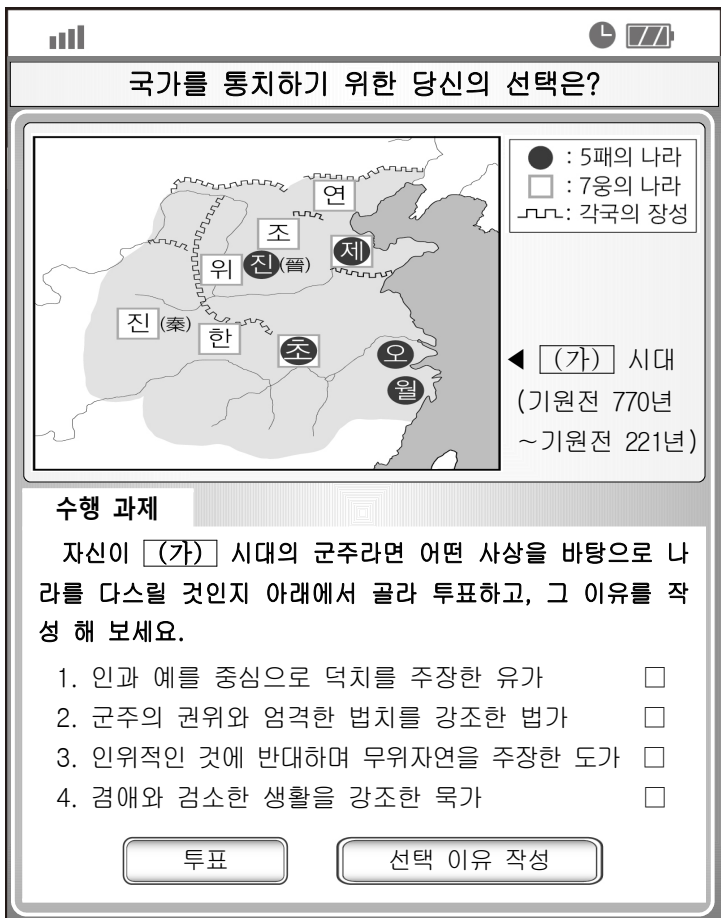 국가를 통치하기 위한 당신의 선택은?
연
조
제
위 진(晉)
진(秦)
한
초
오
월
● : 5패의 나라
□ : 7웅의 나라
: 각국의 장성
◀ (가) 시대
(기원전 770년
~기원전 221년)
수행 과제
자신이 (가) 시대의 군주라면 어떤 사상을 바탕으로 나
라를 다스릴 것인지 아래에서 골라 투표하고, 그 이유를 작
성 해 보세요.
1. 인과 예를 중심으로 덕치를 주장한 유가 □
2. 군주의 권위와 엄격한 법치를 강조한 법가 □
3. 인위적인 것에 반대하며 무위자연을 주장한 도가 □
4. 겸애와 검소한 생활을 강조한 묵가 □
투표
선택 이유 작성